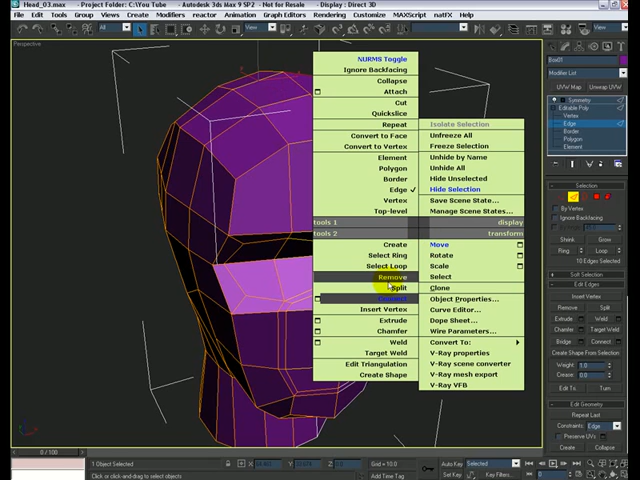 Head_03.max - Project Folder: C:\You Tube - Autodesk 3ds Max 9 SP2 - Not for Resale - Display : Direct 3D
File Edit Tools Group Views Create Modifiers reactor Animation Graph Editors Rendering Customize MAXScript natFX
All
View
Perspective
NURMS Toggle
Ignore Backfacing
Collapse
Attach
Cut
Quickslice
Repeat
Convert to Face
Convert to Vertex
Element
Polygon
Border
Edge
Vertex
Top-level
tools 1
tools 2
Create
Select Ring
Select Loop
Remove
Split
Connect
Insert Vertex
Extrude
Chamfer
Weld
Target Weld
Edit Triangulation
Create Shape
Isolate Selection
Unfreeze All
Freeze Selection
Unhide by Name
Unhide All
Hide Unselected
Hide Selection
Save Scene State...
Manage Scene States...
display
transform
Move
Rotate
Scale
Select
Clone
Object Properties...
Curve Editor...
Dope Sheet...
Wire Parameters...
Convert To:
V-Ray properties
V-Ray scene converter
V-Ray mesh export
V-Ray VFB
Box01
Modifier List
UVW Map Unwrap UVW
Symmetry
Editable Poly
Vertex
Edge
Border
Polygon
Element
Selection
By Vertex
Ignore Backfacing
Shrink Grow
Ring Loop
10 Edges Selected
Soft Selection
Edit Edges
Insert Vertex
Remove Split
Extrude Weld
Chamfer Target Weld
Bridge Connect
Create Shape From Selection
Weight: 1.0
Crease: 0.0
Edit Tri. Turn
Edit Geometry
Repeat Last
Constraints: Edge
Preserve UVs
Create Collapse
0 / 100
1 Object Selected
Grid = 10.0
Auto Key Selected
Click or click-and-drag to select objects
Add Time Tag
Set Key
Key Filters...